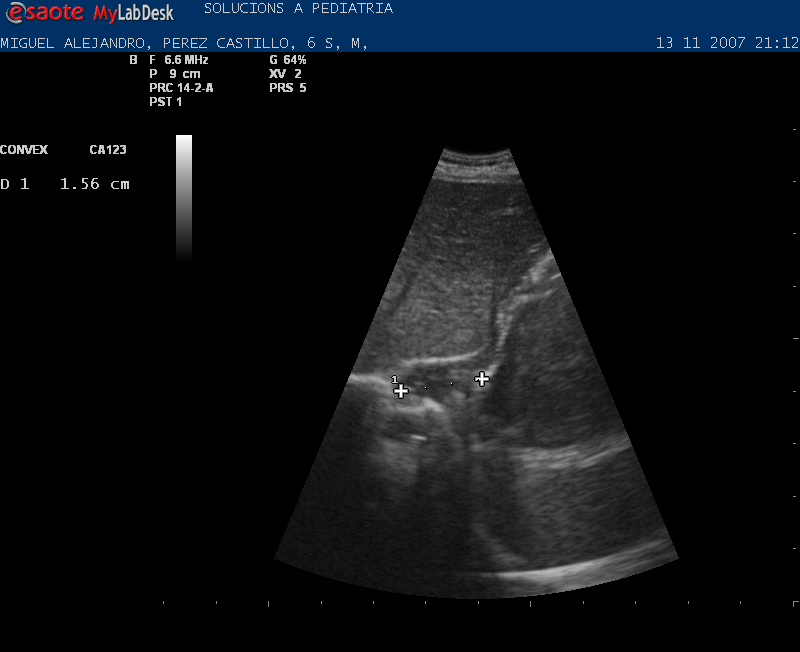 esaote MyLabDesk
SOLUCIONS A PEDIATRIA
MIGUEL ALEJANDRO, PEREZ CASTILLO, 6 S, M,
13 11 2007 21:12
B F 6.6 MHz G 64%
P 9 cm XV 2
PRC 14-2-A PRS 5
PST 1
CONVEX CA123
D 1 1.56 cm
1